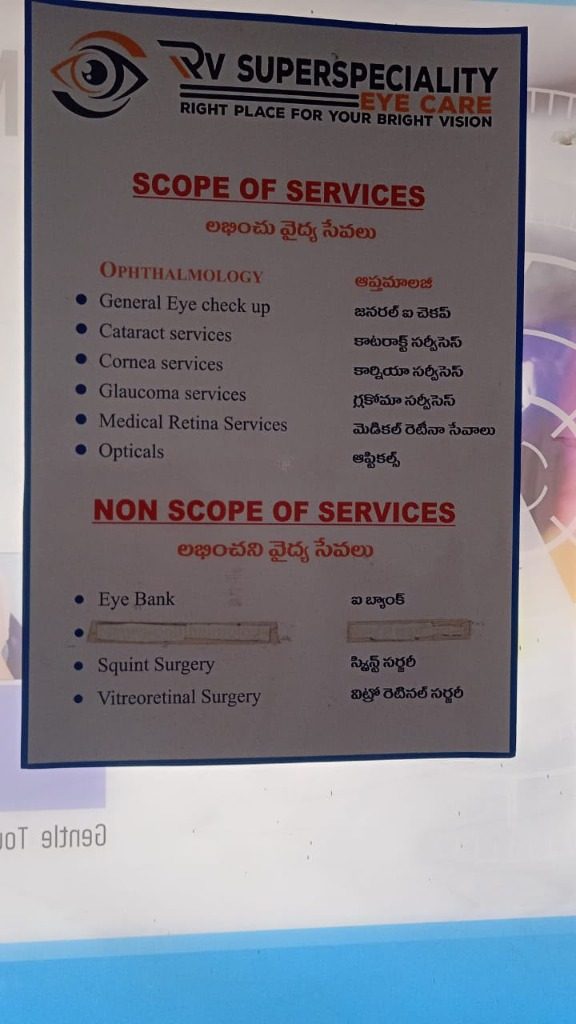 RV SUPERSPECIALITY
EYE CARE
RIGHT PLACE FOR YOUR BRIGHT VISION
SCOPE OF SERVICES
లభించు వైద్య సేవలు
OPHTHALMOLOGY ఆప్తమాలజీ
• General Eye check up జనరల్ ఐ చెకప్
• Cataract services కాటరాక్ట్ సర్వీసెస్
• Cornea services కార్నియా సర్వీసెస్
• Glaucoma services గ్లకోమా సర్వీసెస్
• Medical Retina Services మెడికల్ రెటీనా సేవాలు
• Opticals ఆప్టికల్స్
NON SCOPE OF SERVICES
లభించని వైద్య సేవలు
• Eye Bank ఐ బ్యాంక్
•
• Squint Surgery స్క్వింట్ సర్జరీ
• Vitreoretinal Surgery విట్రో రెటినల్ సర్జరీ
Gentle